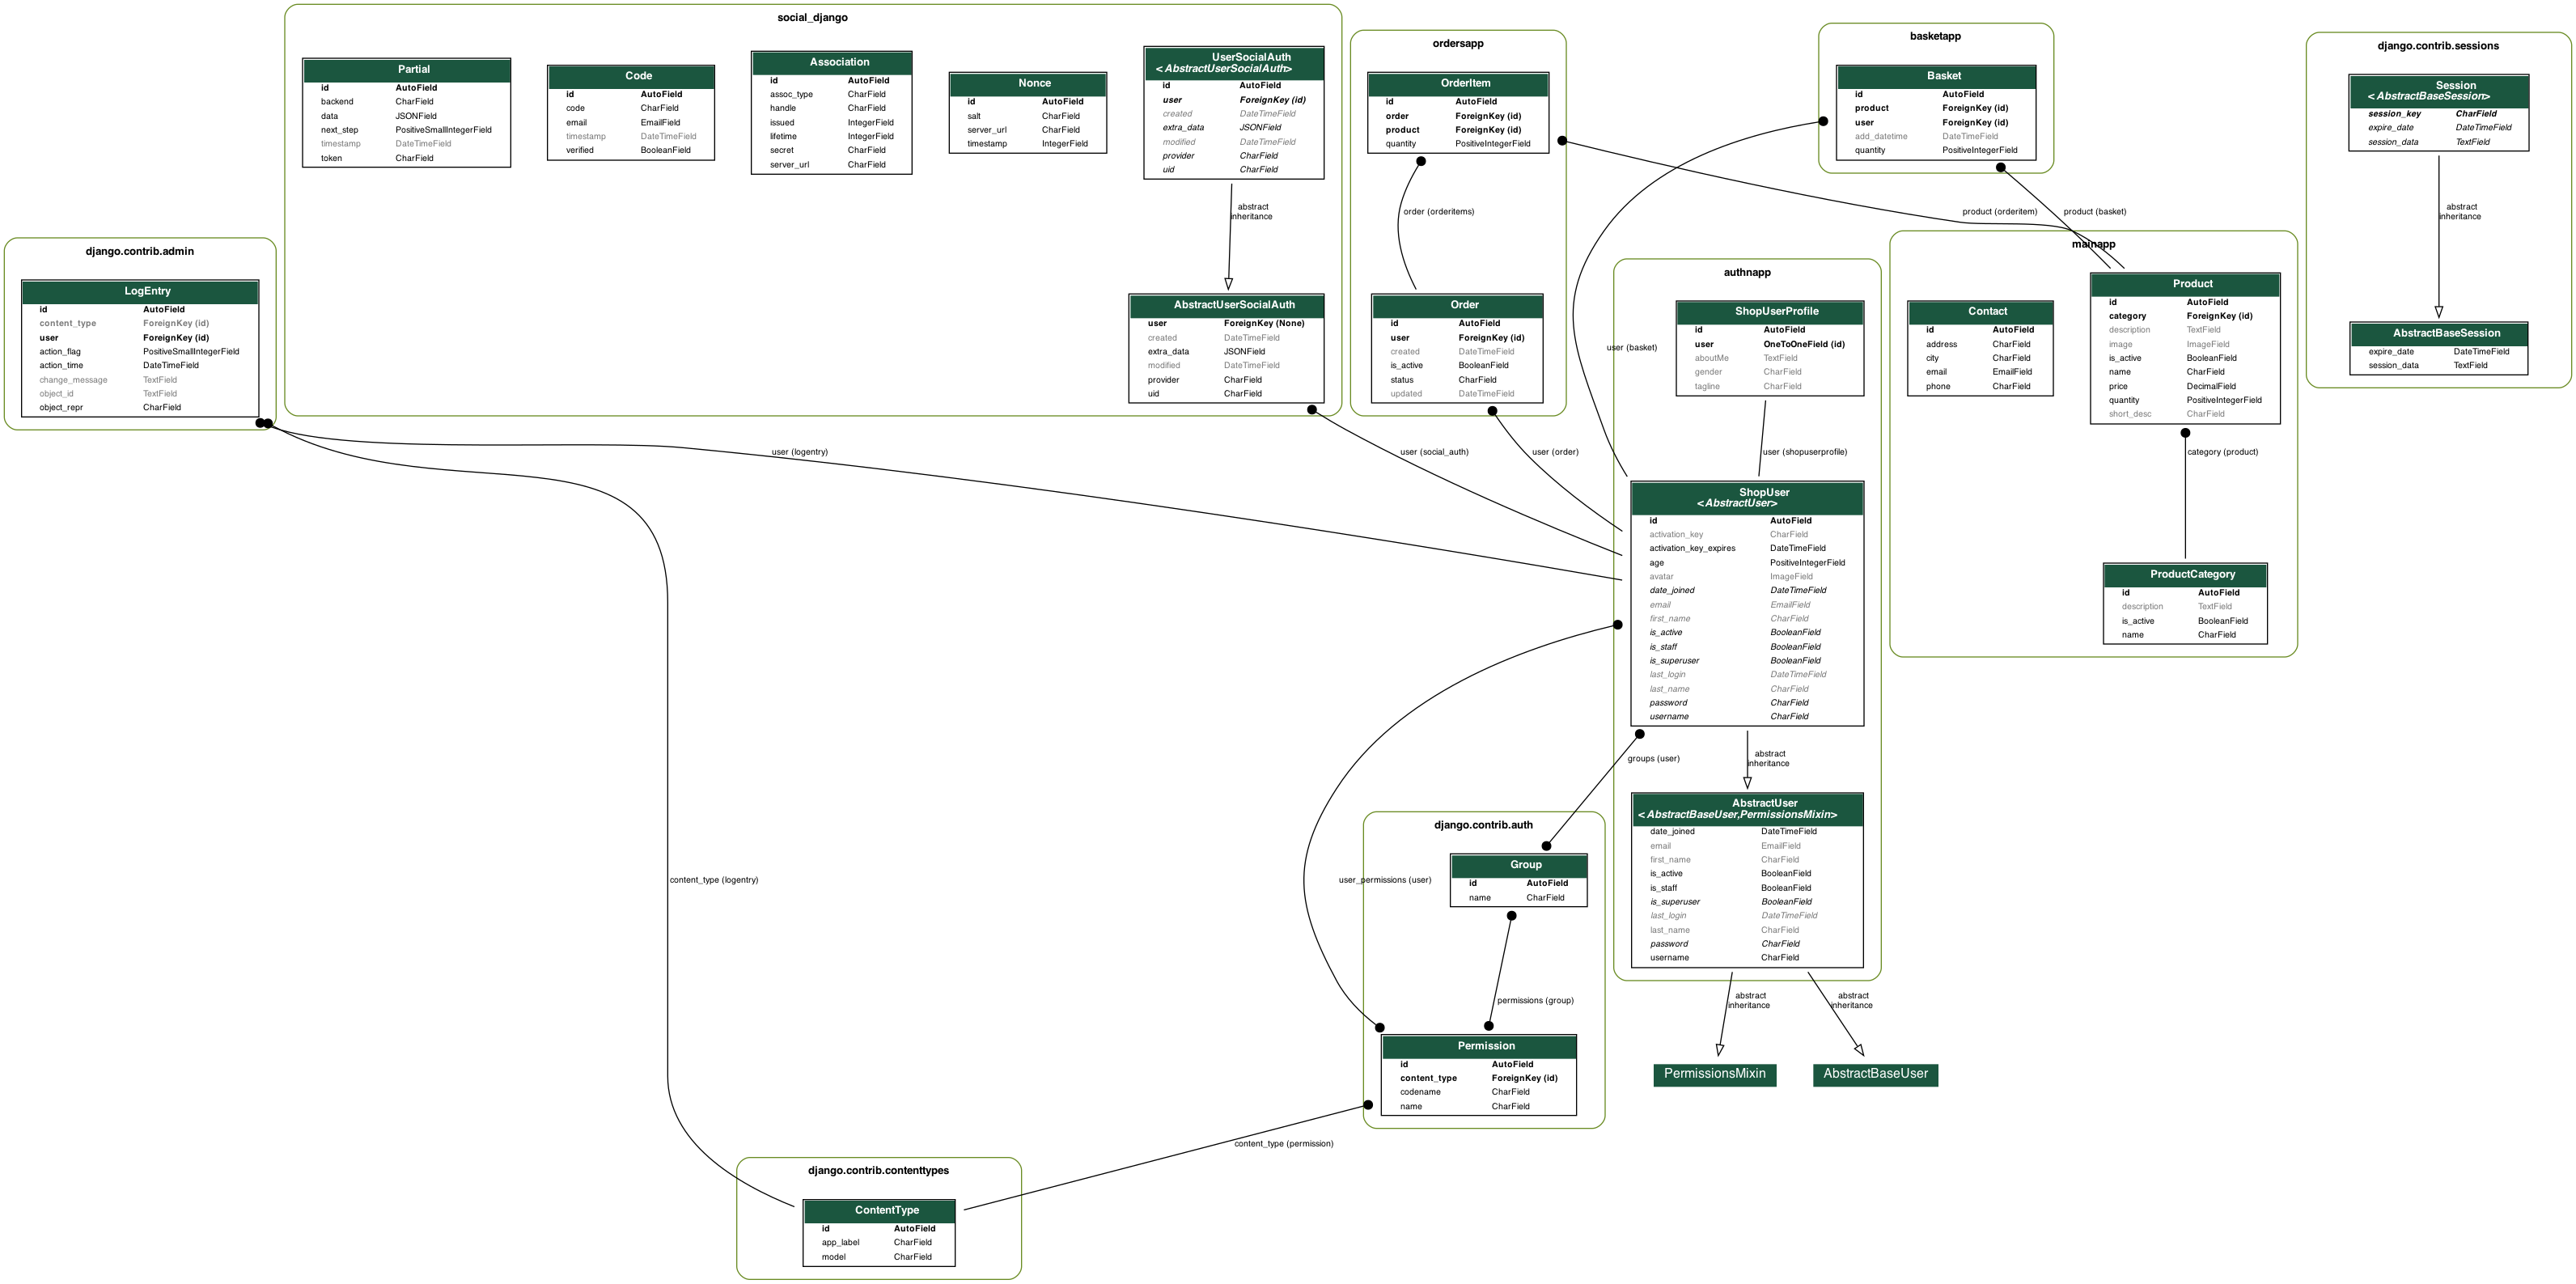 social_django
Partial
id AutoField
backend CharField
data JSONField
next_step PositiveSmallIntegerField
timestamp DateTimeField
token CharField
Code
id AutoField
code CharField
email EmailField
timestamp DateTimeField
verified BooleanField
Association
id AutoField
assoc_type CharField
handle CharField
issued IntegerField
lifetime IntegerField
secret CharField
server_url CharField
Nonce
id AutoField
salt CharField
server_url CharField
timestamp IntegerField
UserSocialAuth
<AbstractUserSocialAuth>
id AutoField
user ForeignKey (id)
created DateTimeField
extra_data JSONField
modified DateTimeField
provider CharField
uid CharField
abstract
inheritance
AbstractUserSocialAuth
user ForeignKey (None)
created DateTimeField
extra_data JSONField
modified DateTimeField
provider CharField
uid CharField
ordersapp
OrderItem
id AutoField
order ForeignKey (id)
product ForeignKey (id)
quantity PositiveIntegerField
order (orderitems)
Order
id AutoField
user ForeignKey (id)
created DateTimeField
is_active BooleanField
status CharField
updated DateTimeField
basketapp
Basket
id AutoField
product ForeignKey (id)
user ForeignKey (id)
add_datetime DateTimeField
quantity PositiveIntegerField
product (orderitem)
product (basket)
django.contrib.sessions
Session
<AbstractBaseSession>
session_key CharField
expire_date DateTimeField
session_data TextField
abstract
inheritance
AbstractBaseSession
expire_date DateTimeField
session_data TextField
django.contrib.admin
LogEntry
id AutoField
content_type ForeignKey (id)
user ForeignKey (id)
action_flag PositiveSmallIntegerField
action_time DateTimeField
change_message TextField
object_id TextField
object_repr CharField
mainapp
Contact
id AutoField
address CharField
city CharField
email EmailField
phone CharField
Product
id AutoField
category ForeignKey (id)
description TextField
image ImageField
is_active BooleanField
name CharField
price DecimalField
quantity PositiveIntegerField
short_desc CharField
category (product)
ProductCategory
id AutoField
description TextField
is_active BooleanField
name CharField
authnapp
ShopUserProfile
id AutoField
user OneToOneField (id)
aboutMe TextField
gender CharField
tagline CharField
user (basket)
user (logentry)
user (social_auth)
user (order)
user (shopuserprofile)
ShopUser
<AbstractUser>
id AutoField
activation_key CharField
activation_key_expires DateTimeField
age PositiveIntegerField
avatar ImageField
date_joined DateTimeField
email EmailField
first_name CharField
is_active BooleanField
is_staff BooleanField
is_superuser BooleanField
last_login DateTimeField
last_name CharField
password CharField
username CharField
groups (user)
abstract
inheritance
AbstractUser
<AbstractBaseUser,PermissionsMixin>
date_joined DateTimeField
email EmailField
first_name CharField
is_active BooleanField
is_staff BooleanField
is_superuser BooleanField
last_login DateTimeField
last_name CharField
password CharField
username CharField
abstract
inheritance
abstract
inheritance
PermissionsMixin
AbstractBaseUser
django.contrib.auth
Group
id AutoField
name CharField
content_type (logentry)
user_permissions (user)
permissions (group)
Permission
id AutoField
content_type ForeignKey (id)
codename CharField
name CharField
content_type (permission)
django.contrib.contenttypes
ContentType
id AutoField
app_label CharField
model CharField